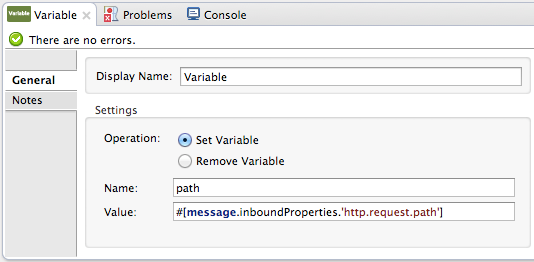 Variable Variable Problems Console
There are no errors.
General
Notes
Display Name: Variable
Settings
Operation: Set Variable
Remove Variable
Name: path
Value: #[message.inboundProperties.'http.request.path']